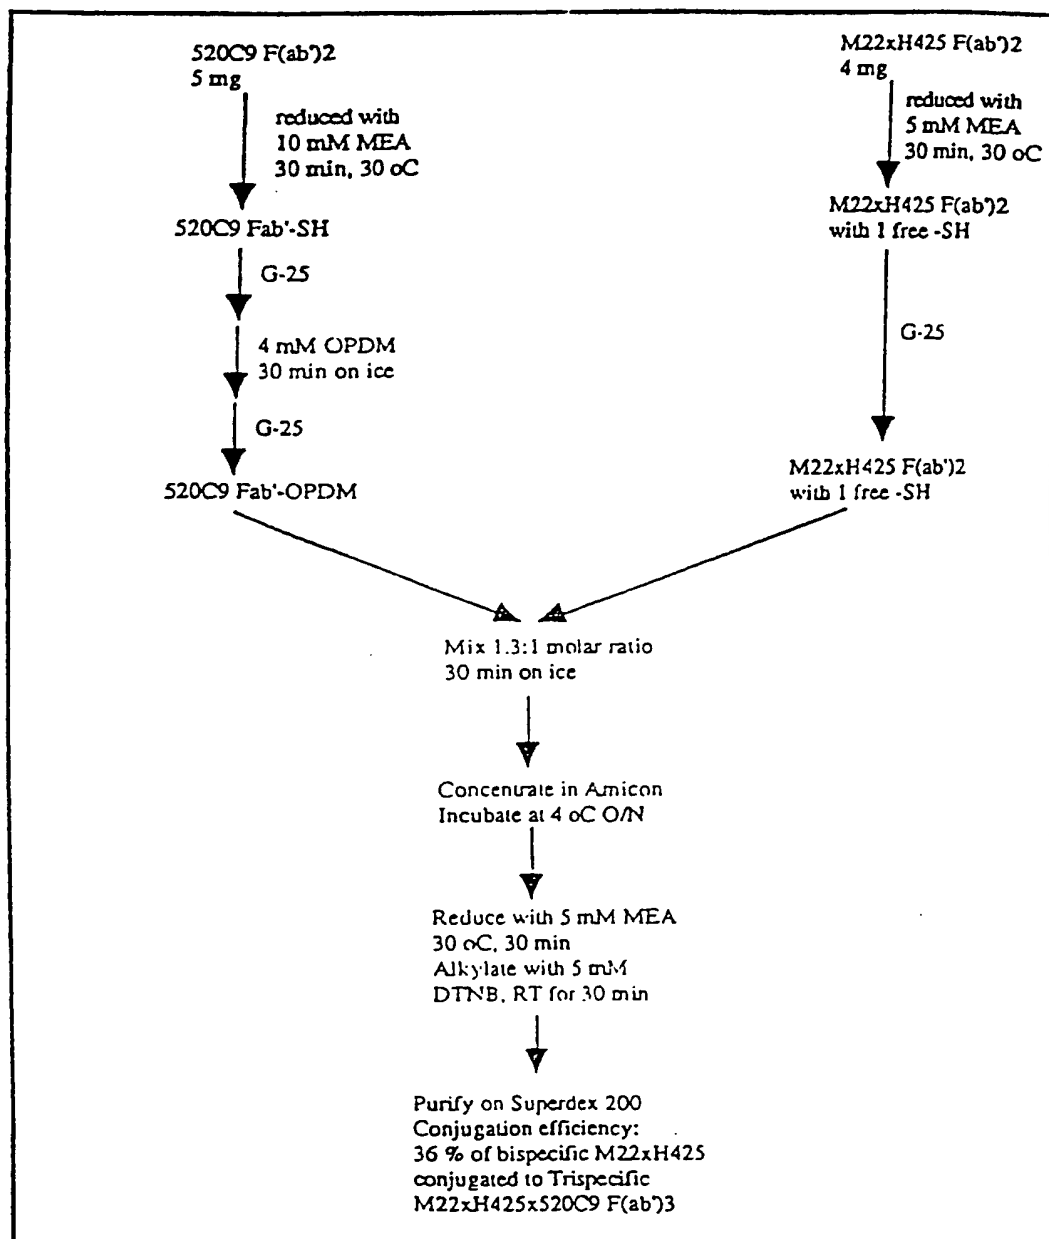 520C9 F(ab')2
5 mg
reduced with
10 mM MEA
30 min, 30 oC
520C9 Fab'-SH
G-25
4 mM OPDM
30 min on ice
G-25
520C9 Fab'-OPDM
M22xH425 F(ab')2
4 mg
reduced with
5 mM MEA
30 min, 30 oC
M22xH425 F(ab')2
with 1 free -SH
G-25
M22xH425 F(ab')2
with 1 free -SH
Mix 1.3:1 molar ratio
30 min on ice
Concentrate in Amicon
Incubate at 4 oC O/N
Reduce with 5 mM MEA
30 oC, 30 min
Alkylate with 5 mM
DTNB, RT for 30 min
Purify on Superdex 200
Conjugation efficiency:
36 % of bispecific M22xH425
conjugated to Trispecific
M22xH425x520C9 F(ab')3